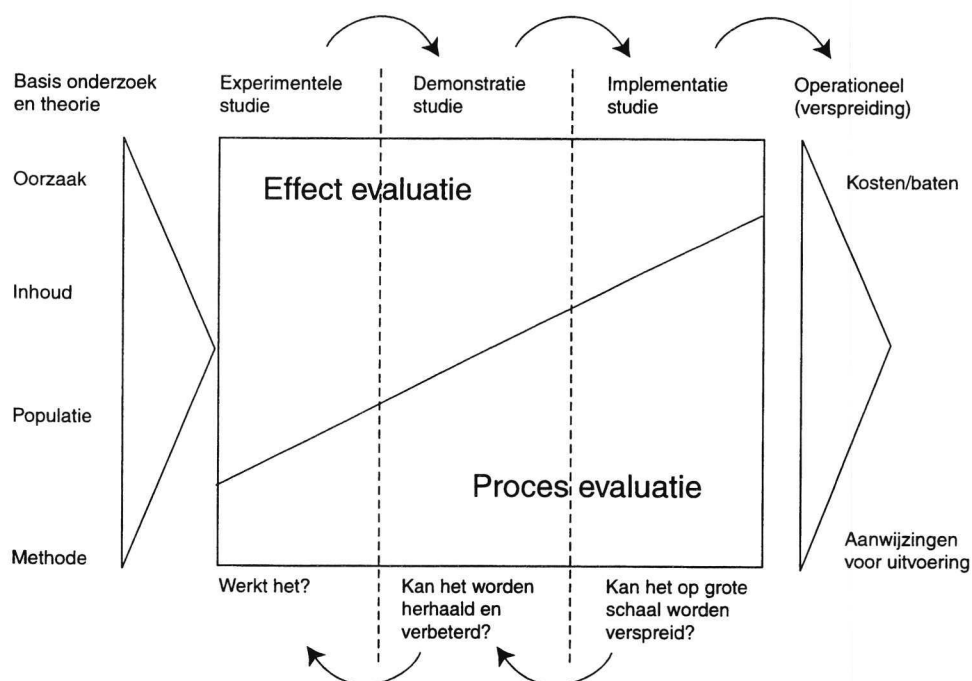 Basis onderzoek
en theorie
Experimentele
studie
Demonstratie
studie
Implementatie
studie
Operationeel
(verspreiding)
Oorzaak
Inhoud
Populatie
Methode
Effect evaluatie
Proces evaluatie
Kosten/baten
Aanwijzingen
voor uitvoering
Werkt het?
Kan het worden
herhaald en
verbeterd?
Kan het op grote
schaal worden
verspreid?